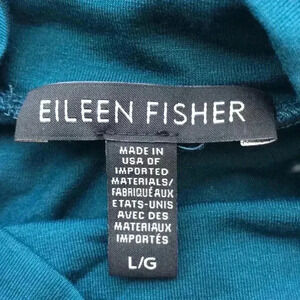 EILEEN FISHER
MADE IN
USA OF
IMPORTED
MATERIALS/
FABRIQUÉ AUX
ETATS-UNIS
AVEC DES
MATERIAUX
IMPORTÉS
L/G